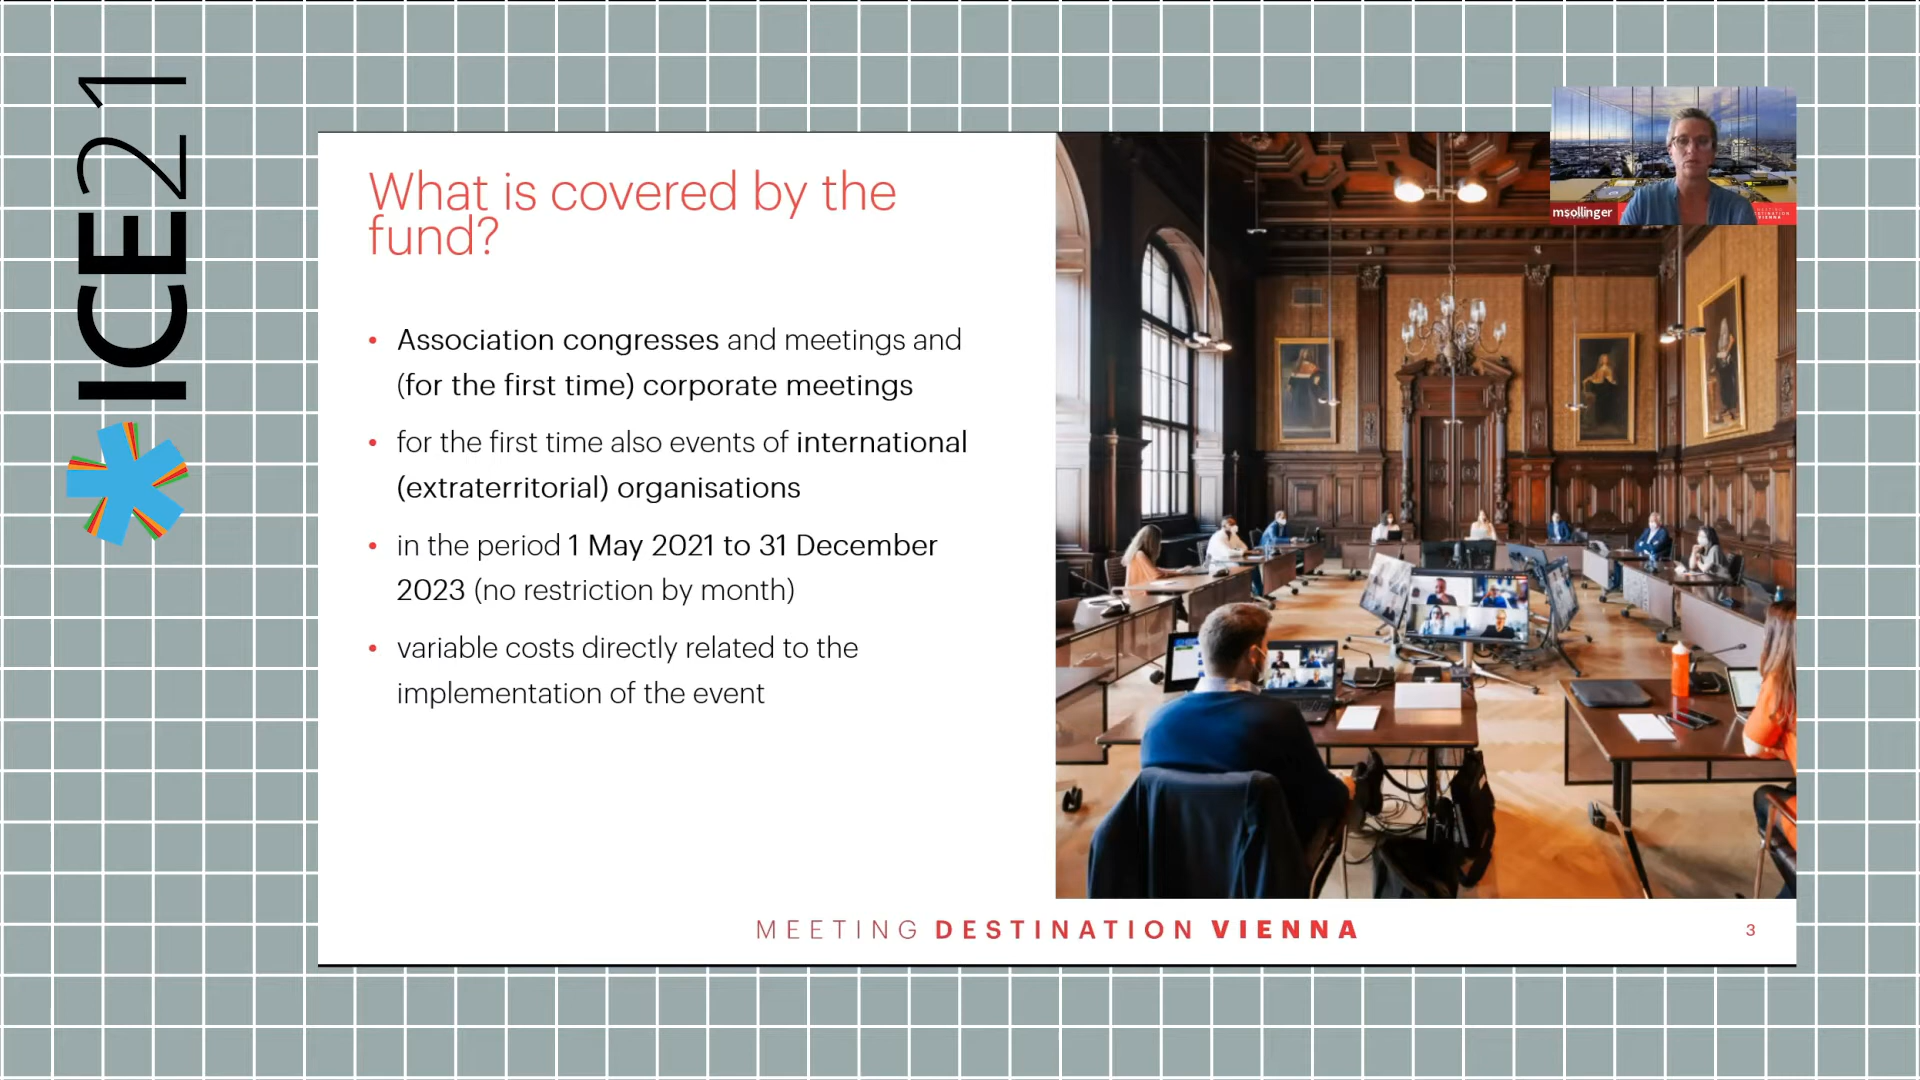 ICE21
What is covered by the
fund?
• Association congresses and meetings and
(for the first time) corporate meetings
• for the first time also events of international
(extraterritorial) organisations
• in the period 1 May 2021 to 31 December
2023 (no restriction by month)
• variable costs directly related to the
implementation of the event
msollinger
MEETING DESTINATION VIENNA
3